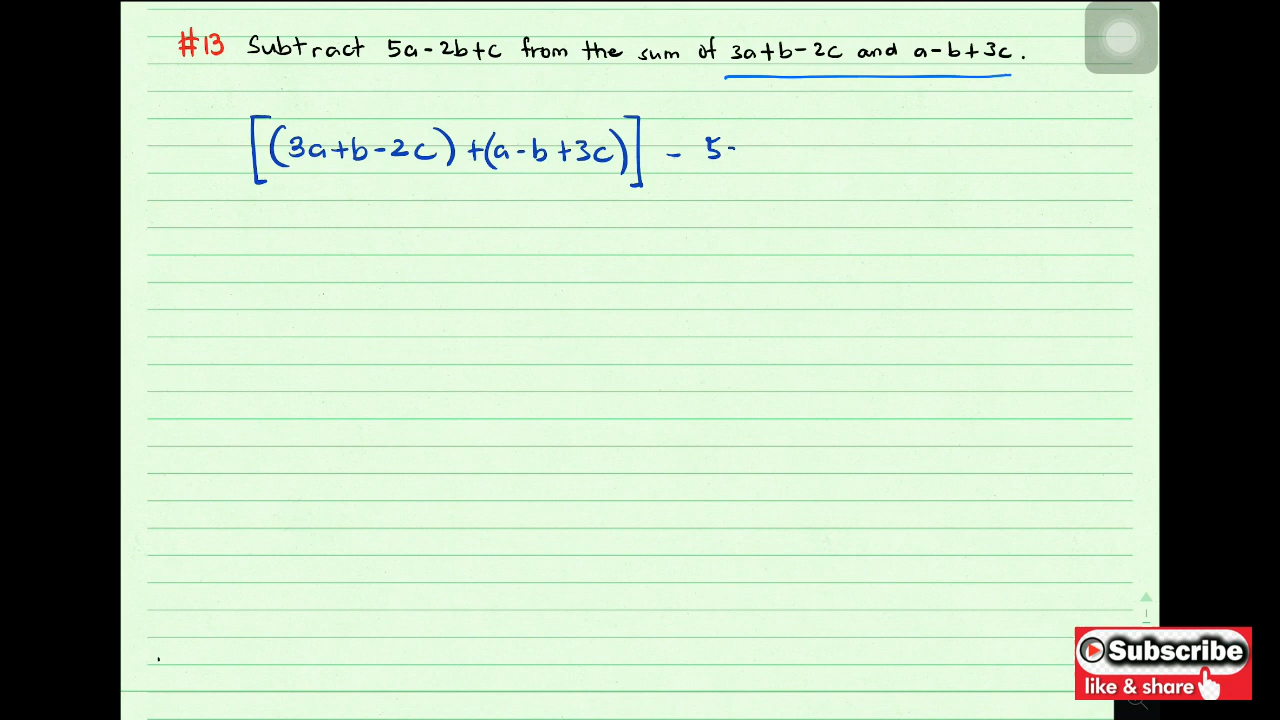 #13 Subtract 5a-2b+c from the sum of 3a+b-2c and a-b+3c.
[(3a+b-2c) +(a-b+3c)] - 5-
Subscribe
like & share